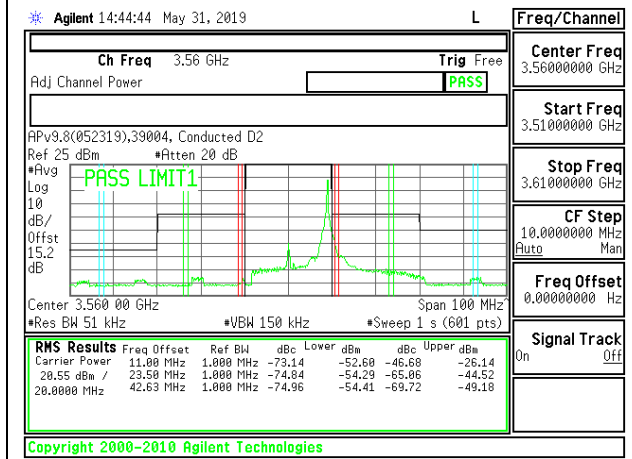 Agilent 14:44:44 May 31, 2019 L
Freq/Channel
Ch Freq 3.56 GHz Trig Free
Adj Channel Power PASS
Center Freq
3.56000000 GHz
Start Freq
3.51000000 GHz
Stop Freq
3.61000000 GHz
CF Step
10.0000000 MHz
Auto Man
Freq Offset
0.00000000 Hz
Signal Track
On Off
APv9.8(052319),39004, Conducted D2
Ref 25 dBm #Atten 20 dB
#Avg
Log
10
dB/
Offst
15.2
dB
PASS LIMIT1
Center 3.560 00 GHz Span 100 MHz
#Res BW 51 kHz #VBW 150 kHz #Sweep 1 s (601 pts)
RMS Results Freq Offset Ref BW dBc Lower dBm dBc Upper dBm
Carrier Power 11.00 MHz 1.000 MHz -73.14 -52.60 -46.68 -26.14
20.55 dBm / 23.50 MHz 1.000 MHz -74.84 -54.29 -65.06 -44.52
20.0000 MHz 42.63 MHz 1.000 MHz -74.96 -54.41 -69.72 -49.18
Copyright 2000-2010 Agilent Technologies